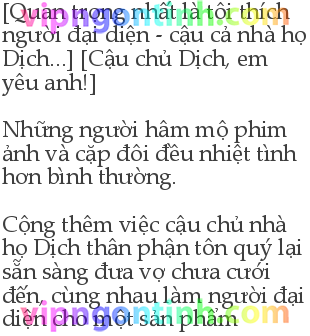 vipngontinh.com
[Quan trọng nhất là tôi thích
người đại diện - cậu cả nhà họ
Dịch...] [Cậu chủ Dịch, em
yêu anh!]
Những người hâm mộ phim
ảnh và cặp đôi đều nhiệt tình
hơn bình thường.
Cộng thêm việc cậu chủ nhà
họ Dịch thân phận tôn quý lại
sẵn sàng đưa vợ chưa cưới
đến, cùng nhau làm người đại
diện cho một sản phẩm
vipngontinh.com